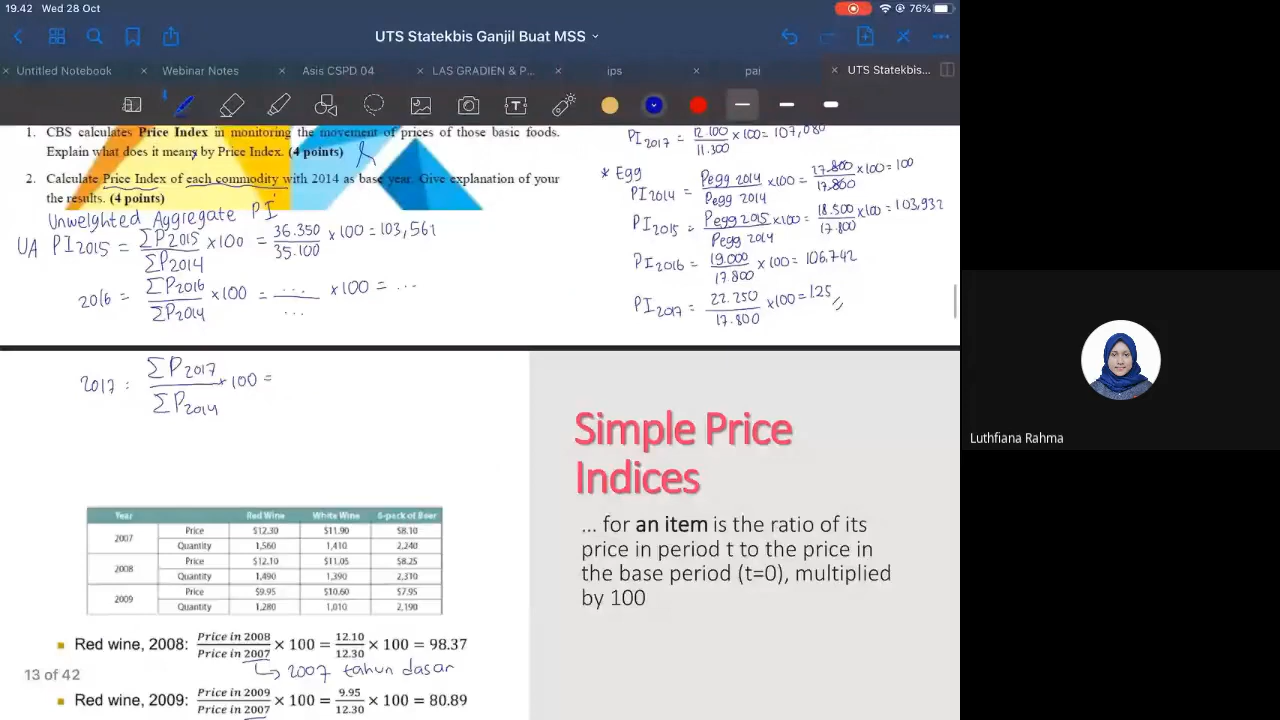 19.42 Wed 28 Oct
76%
UTS Statekbis Ganjil Buat MSS
Untitled Notebook
Webinar Notes
Asis CSPD 04
LAS GRADIEN & P...
ips
pai
UTS Statekbis...
1. CBS calculates Price Index in monitoring the movement of prices of those basic foods.
Explain what does it means by Price Index. (4 points)
2. Calculate Price Index of each commodity with 2014 as base year. Give explanation of your
the results. (4 points)
Unweighted Aggregate PI
UA PI2015 = ΣP2015/ΣP2014 ×100 = 36.350/35.100 ×100 = 103,561
2016 = ΣP2016/ΣP2014 ×100 = .../... ×100 = ...
2017 : ΣP2017/ΣP2014 ×100 =
PI2017 = 12.100/11.300 ×100 = 107,080
* Egg
PI2014 = Pegg 2014/Pegg 2014 ×100 = 17.800/17.800 ×100 = 100
PI2015 = Pegg 2015/Pegg 2014 ×100 = 18.500/17.800 ×100 = 103,932
PI2016 = 19.000/17.800 ×100 = 106,742
PI2017 = 22.250/17.800 ×100 = 125
Year Red Wine White Wine 6-pack of Beer
2007 Price $12.30 $11.90 $8.10
Quantity 1,560 1,410 2,240
2008 Price $12.10 $11.05 $8.25
Quantity 1,490 1,390 2,310
2009 Price $9.95 $10.60 $7.95
Quantity 1,280 1,010 2,190
Red wine, 2008: Price in 2008/Price in 2007 × 100 = 12.10/12.30 × 100 = 98.37
2007 tahun dasar
13 of 42
Red wine, 2009: Price in 2009/Price in 2007 × 100 = 9.95/12.30 × 100 = 80.89
Simple Price
Indices
... for an item is the ratio of its
price in period t to the price in
the base period (t=0), multiplied
by 100
Luthfiana Rahma